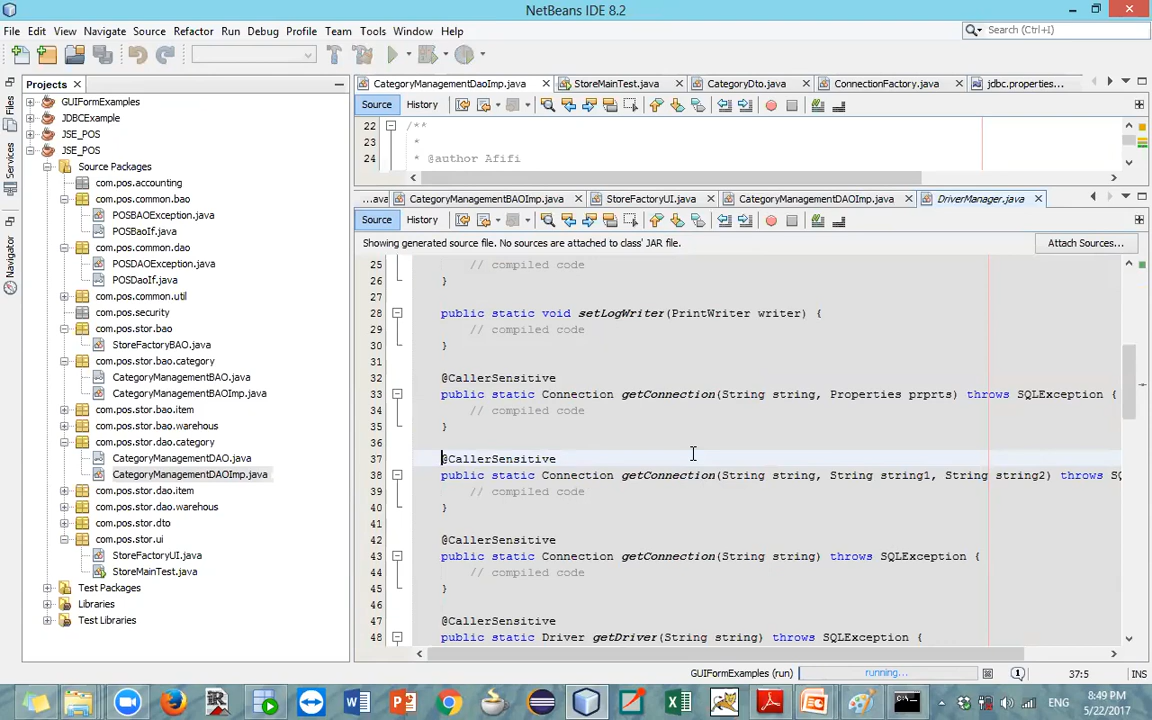 NetBeans IDE 8.2
File Edit View Navigate Source Refactor Run Debug Profile Team Tools Window Help
Search (Ctrl+I)
Projects
Files
Services
Navigator
GUIFormExamples
JDBCExample
JSE_POS
JSE_POS
Source Packages
com.pos.accounting
com.pos.common.bao
POSBAOException.java
POSBaoIf.java
com.pos.common.dao
POSDAOException.java
POSDaoIf.java
com.pos.common.util
com.pos.security
com.pos.stor.bao
StoreFactoryBAO.java
com.pos.stor.bao.category
CategoryManagementBAO.java
CategoryManagementBAOImp.java
com.pos.stor.bao.item
com.pos.stor.bao.warehous
com.pos.stor.dao.category
CategoryManagementDAO.java
CategoryManagementDAOImp.java
com.pos.stor.dao.item
com.pos.stor.dao.warehous
com.pos.stor.dto
com.pos.stor.ui
StoreFactoryUI.java
StoreMainTest.java
Test Packages
Libraries
Test Libraries
CategoryManagementDaoImp.java StoreMainTest.java CategoryDto.java ConnectionFactory.java jdbc.properties...
Source History
22 /**
23 *
24 * @author Afifi
...ava CategoryManagementBAOImp.java StoreFactoryUI.java CategoryManagementDAOImp.java DriverManager.java
Source History
Showing generated source file. No sources are attached to class' JAR file. Attach Sources...
25 // compiled code
26 }
27
28 public static void setLogWriter(PrintWriter writer) {
29 // compiled code
30 }
31
32 @CallerSensitive
33 public static Connection getConnection(String string, Properties prprts) throws SQLException {
34 // compiled code
35 }
36
37 @CallerSensitive
38 public static Connection getConnection(String string, String string1, String string2) throws SQ
39 // compiled code
40 }
41
42 @CallerSensitive
43 public static Connection getConnection(String string) throws SQLException {
44 // compiled code
45 }
46
47 @CallerSensitive
48 public static Driver getDriver(String string) throws SQLException {
GUIFormExamples (run) running... 1 37:5 INS
ENG
8:49 PM
5/22/2017